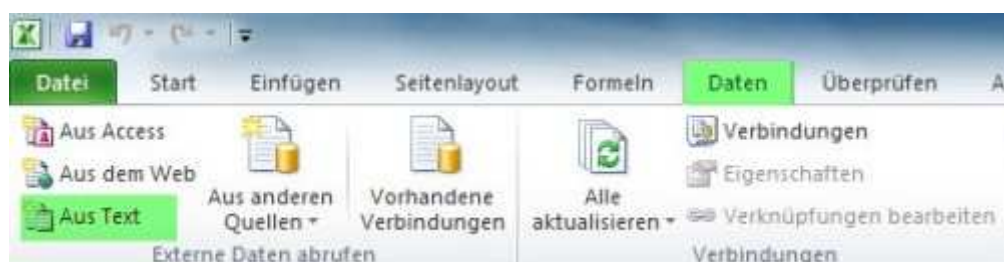 Datei Start Einfügen Seitenlayout Formeln Daten Überprüfen A
Aus Access
Aus dem Web
Aus Text
Aus anderen
Quellen
Vorhandene
Verbindungen
Externe Daten abrufen
Alle
aktualisieren
Verbindungen
Eigenschaften
Verknüpfungen bearbeiten
Verbindungen